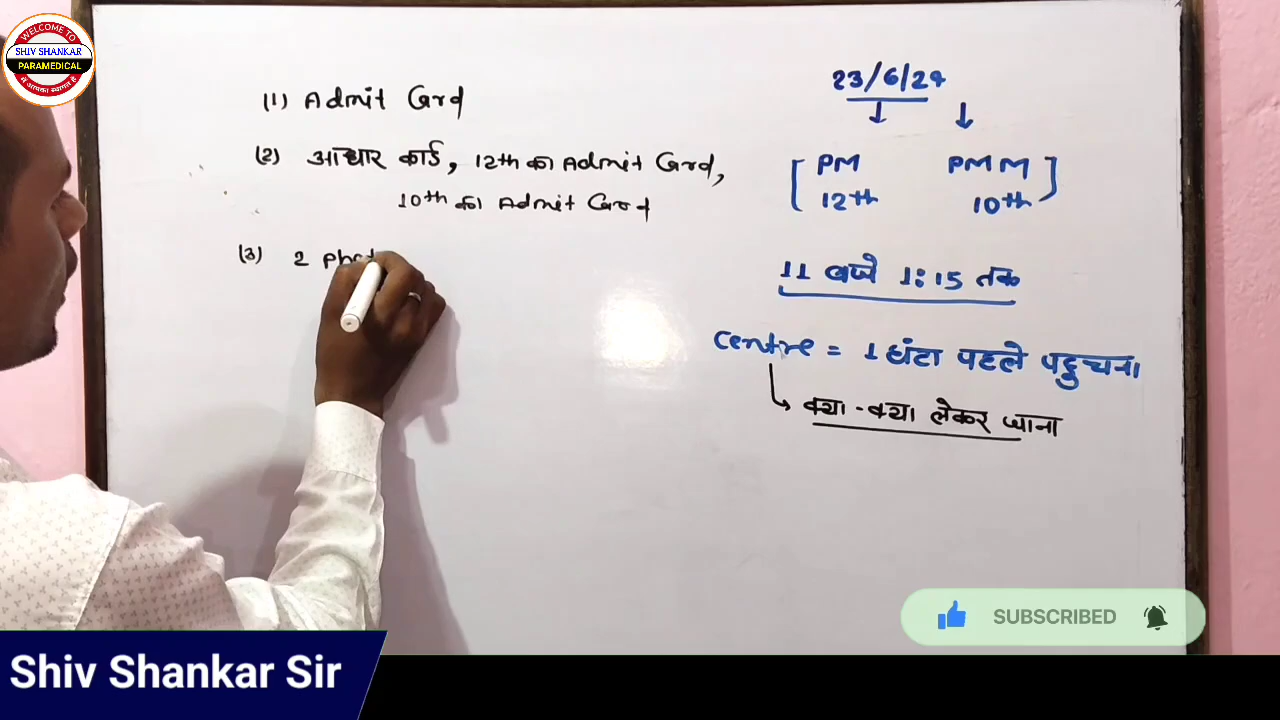 WELCOME TO
SHIV SHANKAR
PARAMEDICAL
में आपका स्वागत है
(1) Admit Card
(2) आधार कार्ड, 12th का Admit Card,
10th का Admit Card
(3) 2 Phot
23/6/24
PM PMM
12th 10th
11 बजे 1:15 तक
Centre = 1 घंटा पहले पहुचना
क्या-क्या लेकर जाना
SUBSCRIBED
Shiv Shankar Sir